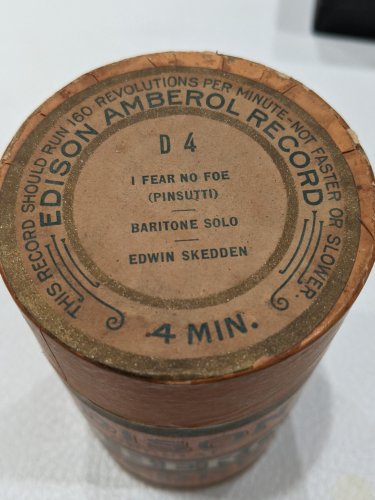 THIS RECORD SHOULD RUN 160 REVOLUTIONS PER MINUTE-NOT FASTER OR SLOWER.
EDISON AMBEROL RECORD
D 4
I FEAR NO FOE
(PINSUTTI)
BARITONE SOLO
EDWIN SKEDDEN
4 MIN.